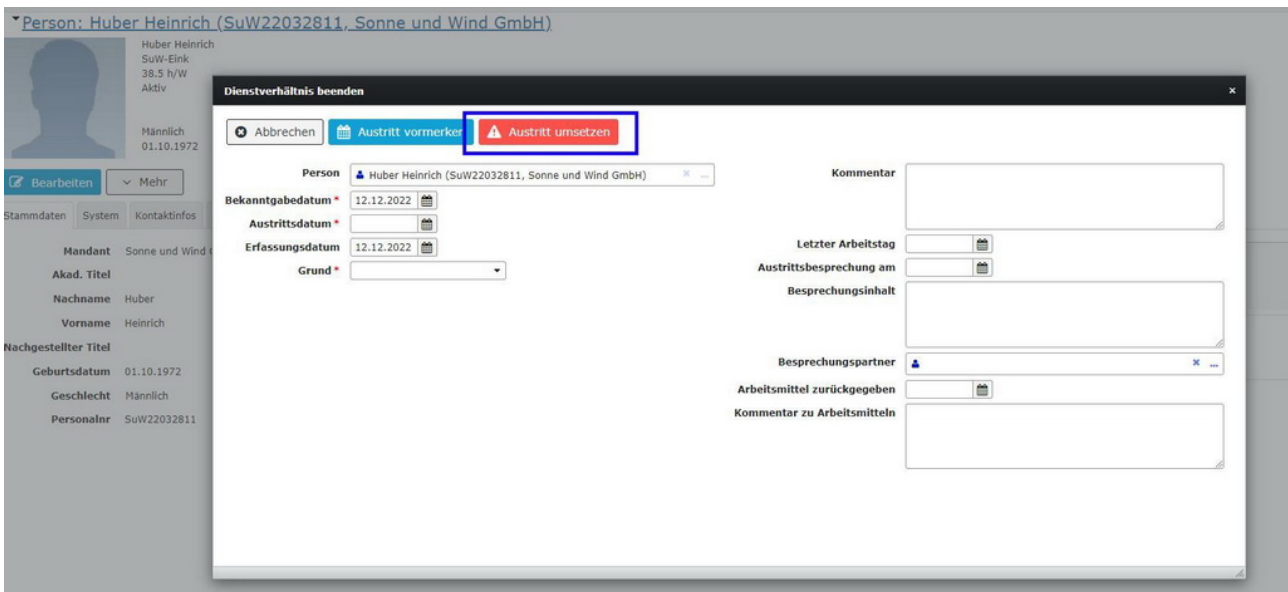 Person: Huber Heinrich (SuW22032811, Sonne und Wind GmbH)
Huber Heinrich
SuW-Eink
38.5 h/W
Aktiv
Männlich
01.10.1972
Bearbeiten
Mehr
Stammdaten System Kontaktinfos
Mandant Sonne und Wind
Akad. Titel
Nachname Huber
Vorname Heinrich
Nachgestellter Titel
Geburtsdatum 01.10.1972
Geschlecht Männlich
Personalnr SuW22032811
Dienstverhältnis beenden
Abbrechen Austritt vormerken Austritt umsetzen
Person Huber Heinrich (SuW22032811, Sonne und Wind GmbH) ...
Bekanntgabedatum * 12.12.2022
Austrittsdatum *
Erfassungsdatum 12.12.2022
Grund *
Kommentar
Letzter Arbeitstag
Austrittsbesprechung am
Besprechungsinhalt
Besprechungspartner ...
Arbeitsmittel zurückgegeben
Kommentar zu Arbeitsmitteln